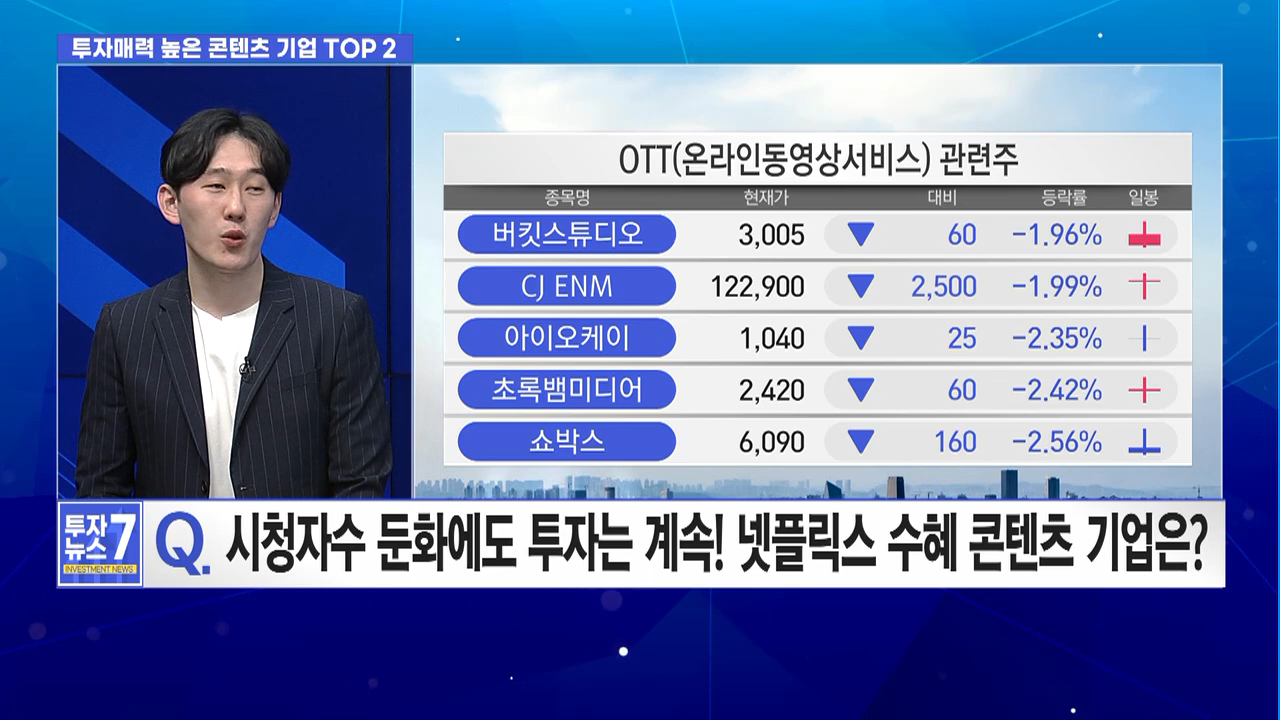 투자매력 높은 콘텐츠 기업 TOP 2
OTT(온라인동영상서비스) 관련주
종목명 현재가 대비 등락률 일봉
버킷스튜디오 3,005 ▼ 60 -1.96%
CJ ENM 122,900 ▼ 2,500 -1.99%
아이오케이 1,040 ▼ 25 -2.35%
초록뱀미디어 2,420 ▼ 60 -2.42%
쇼박스 6,090 ▼ 160 -2.56%
투자
뉴스 7
INVESTMENT NEWS
Q. 시청자수 둔화에도 투자는 계속! 넷플릭스 수혜 콘텐츠 기업은?